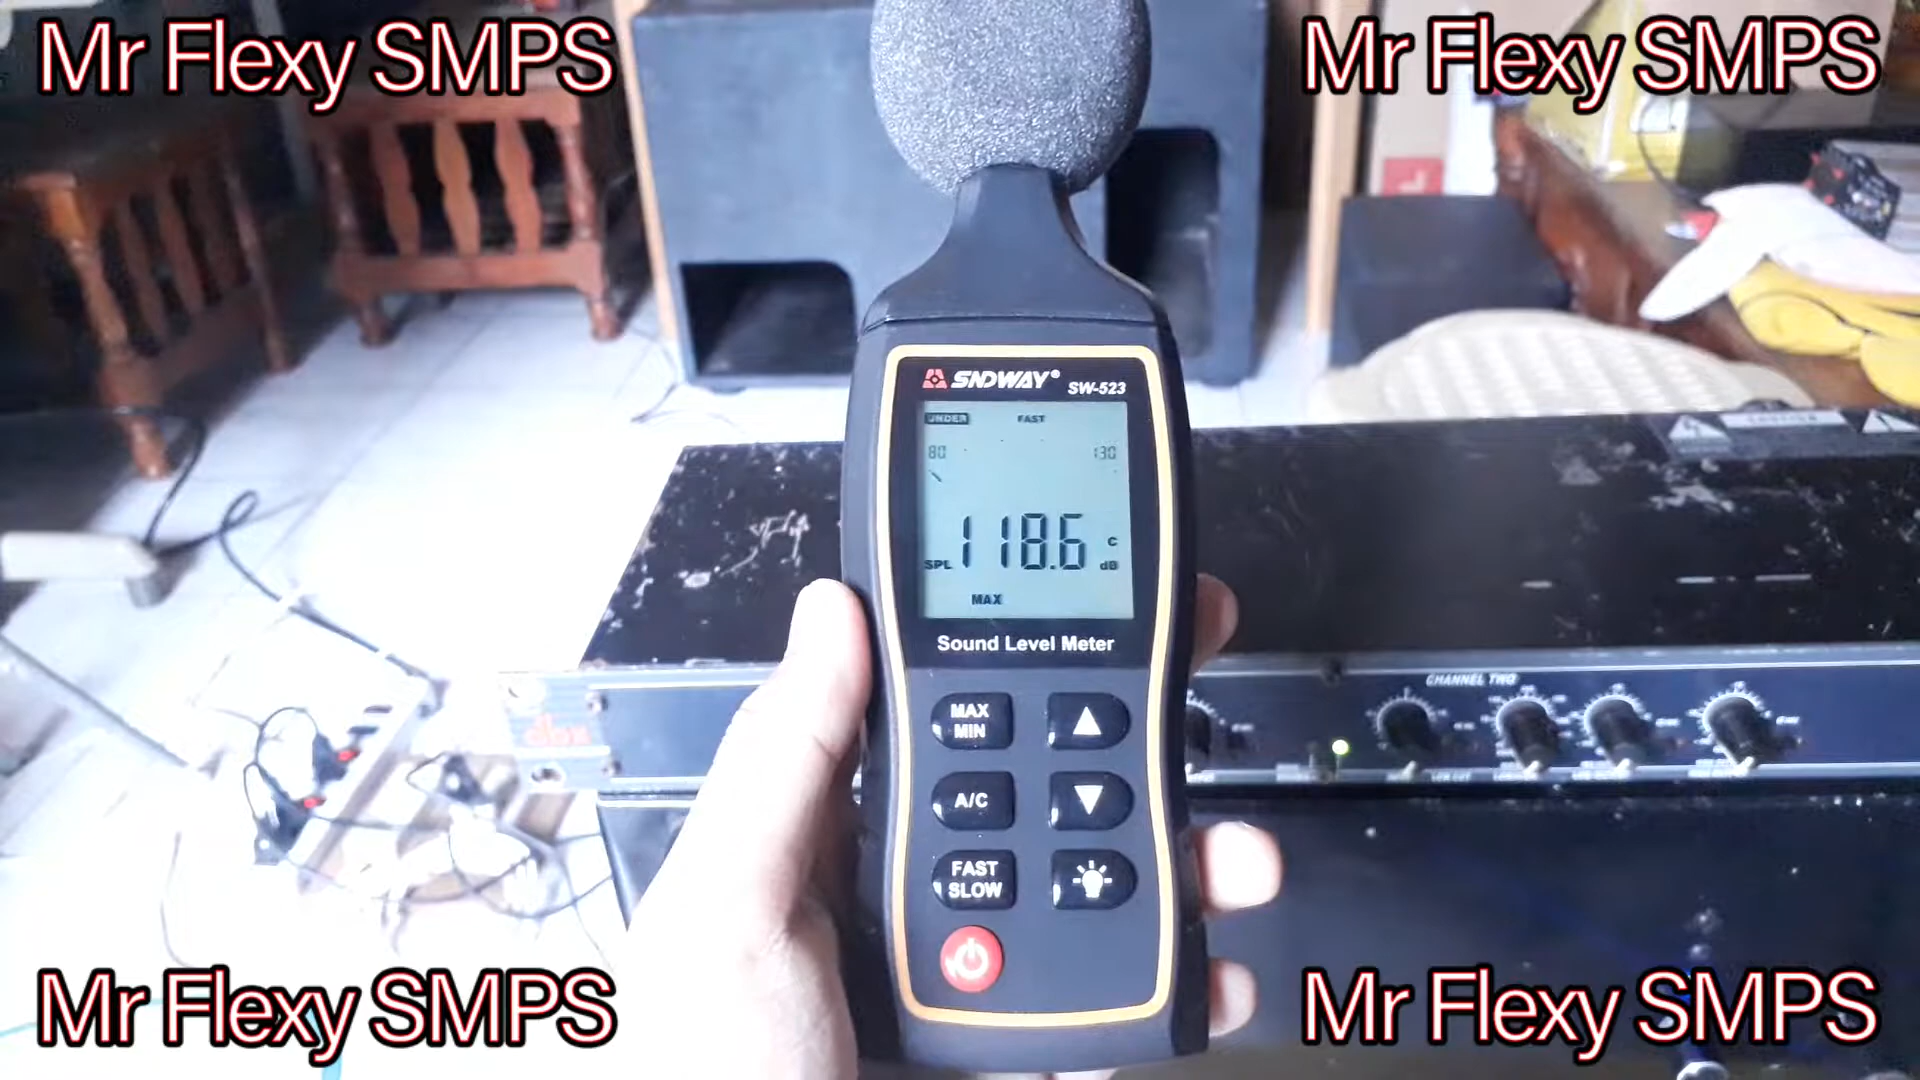 Mr Flexy SMPS
Mr Flexy SMPS
SNDWAY® SW-523
UNDER FAST
80 130
118.6 C
SPL dB
MAX
Sound Level Meter
MAX
MIN
A/C
FAST
SLOW
CHANNEL TWO
dbx
Mr Flexy SMPS
Mr Flexy SMPS